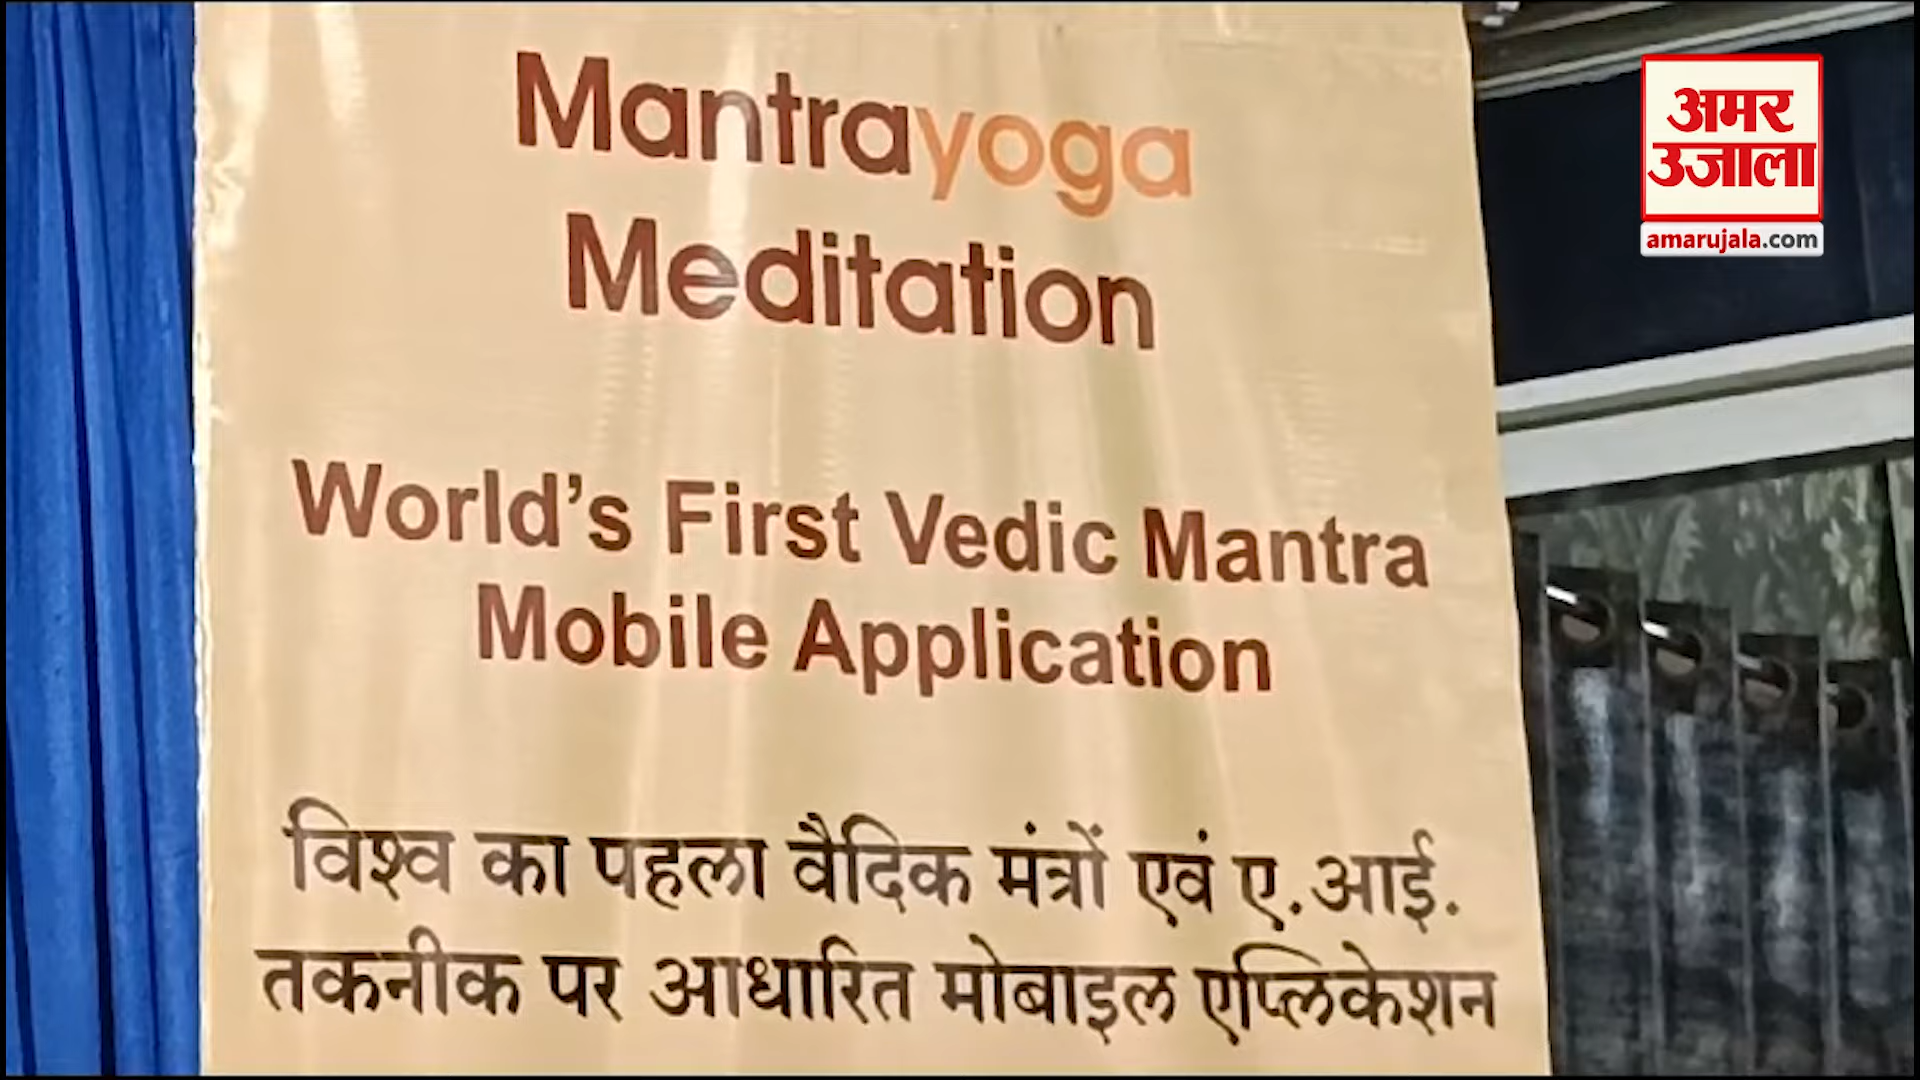 Mantrayoga
Meditation
World's First Vedic Mantra
Mobile Application
विश्व का पहला वैदिक मंत्रों एवं ए.आई.
तकनीक पर आधारित मोबाइल एप्लिकेशन
अमर
उजाला
amarujala.com